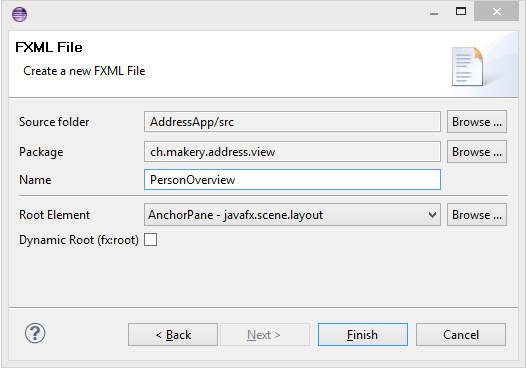 FXML File
Create a new FXML File
Source folder AddressApp/src Browse ...
Package ch.makery.address.view Browse ...
Name PersonOverview
Root Element AnchorPane - javafx.scene.layout Browse ...
Dynamic Root (fx:root)
? < Back Next > Finish Cancel